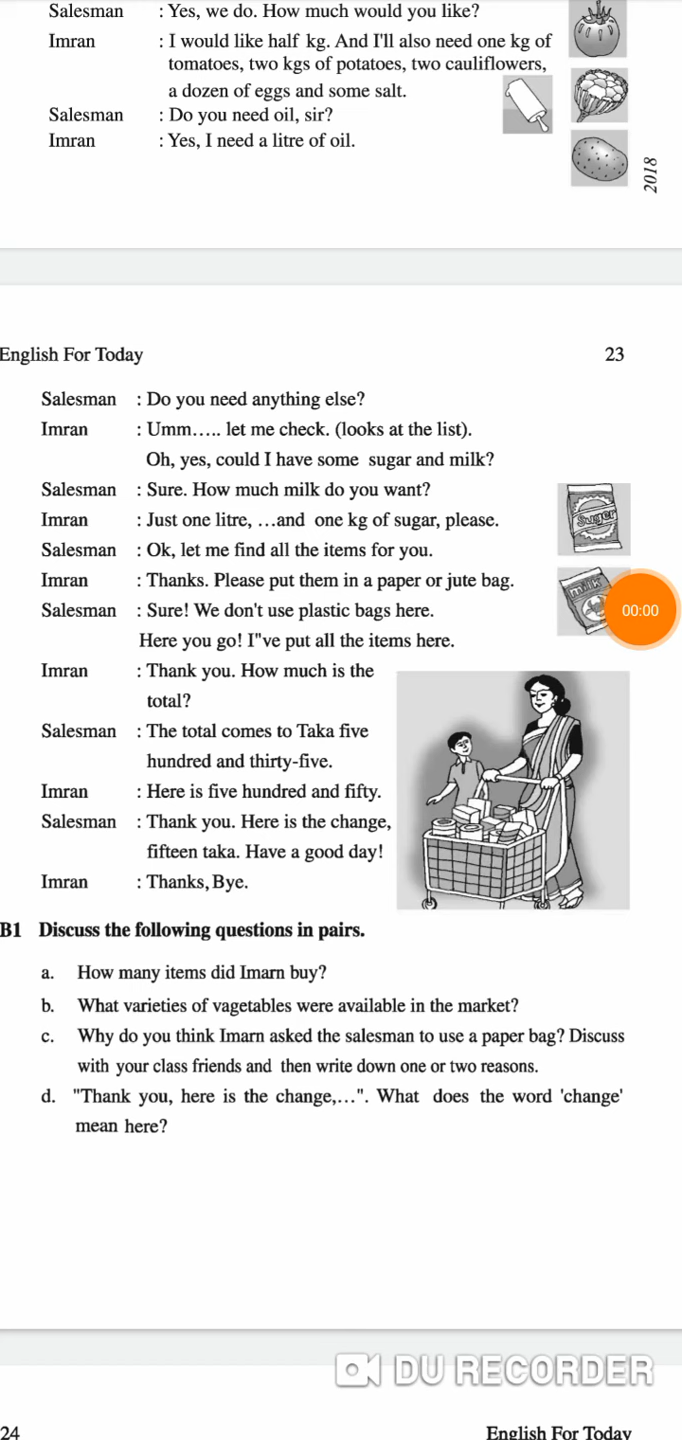 Salesman : Yes, we do. How much would you like?
Imran : I would like half kg. And I'll also need one kg of
tomatoes, two kgs of potatoes, two cauliflowers,
a dozen of eggs and some salt.
Salesman : Do you need oil, sir?
Imran : Yes, I need a litre of oil.
2018
English For Today 23
Salesman : Do you need anything else?
Imran : Umm..... let me check. (looks at the list).
Oh, yes, could I have some sugar and milk?
Salesman : Sure. How much milk do you want?
Imran : Just one litre, ...and one kg of sugar, please.
Salesman : Ok, let me find all the items for you.
Imran : Thanks. Please put them in a paper or jute bag.
Salesman : Sure! We don't use plastic bags here.
Here you go! I"ve put all the items here.
Sugar
milk
00:00
Imran : Thank you. How much is the
total?
Salesman : The total comes to Taka five
hundred and thirty-five.
Imran : Here is five hundred and fifty.
Salesman : Thank you. Here is the change,
fifteen taka. Have a good day!
Imran : Thanks, Bye.
B1 Discuss the following questions in pairs.
a. How many items did Imarn buy?
b. What varieties of vagetables were available in the market?
c. Why do you think Imarn asked the salesman to use a paper bag? Discuss
with your class friends and then write down one or two reasons.
d. "Thank you, here is the change,...". What does the word 'change'
mean here?
DU RECORDER
24 English For Today